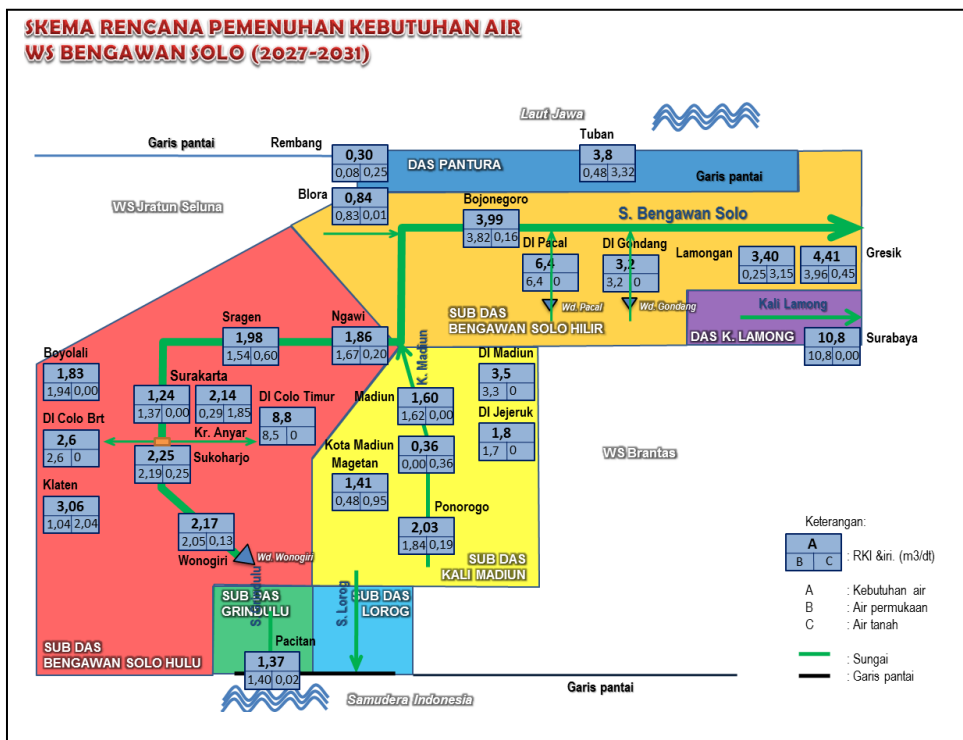 SKEMA RENCANA PEMENUHAN KEBUTUHAN AIR
WS BENGAWAN SOLO (2027-2031)
Laut Jawa
Garis pantai
Rembang
0,30
0,08 0,25
DAS PANTURA
Tuban
3,8
0,48 3,32
Garis pantai
WS Jratun Seluna
Blora
0,84
0,83 0,01
Bojonegoro
3,99
3,82 0,16
S. Bengawan Solo
DI Pacal
6,4
6,4 0
Wd. Pacal
DI Gondang
3,2
3,2 0
Wd. Gondang
Lamongan
3,40
0,25 3,15
4,41
3,96 0,45
Gresik
SUB DAS
BENGAWAN SOLO HILIR
Kali Lamong
DAS K. LAMONG
10,8
10,8 0,00
Surabaya
Sragen
1,98
1,54 0,60
Ngawi
1,86
1,67 0,20
Boyolali
1,83
1,94 0,00
Surakarta
1,24
1,37 0,00
2,14
0,29 1,85
Kr. Anyar
DI Colo Timur
8,8
8,5 0
DI Colo Brt
2,6
2,6 0
2,25
2,19 0,25
Sukoharjo
Klaten
3,06
1,04 2,04
2,17
2,05 0,13
Wonogiri
Wd. Wonogiri
K. Madiun
Madiun
1,60
1,62 0,00
DI Madiun
3,5
3,3 0
DI Jejeruk
1,8
1,7 0
Kota Madiun
0,36
0,00 0,36
Magetan
1,41
0,48 0,95
Ponorogo
2,03
1,84 0,19
SUB DAS
KALI MADIUN
WS Brantas
S. Grindulu
SUB DAS
GRINDULU
S. Lorog
SUB DAS
LOROG
SUB DAS
BENGAWAN SOLO HULU
Pacitan
1,37
1,40 0,02
Samudera Indonesia
Garis pantai
Keterangan:
A
B C
: RKI &iri. (m3/dt)
A : Kebutuhan air
B : Air permukaan
C : Air tanah
: Sungai
: Garis pantai